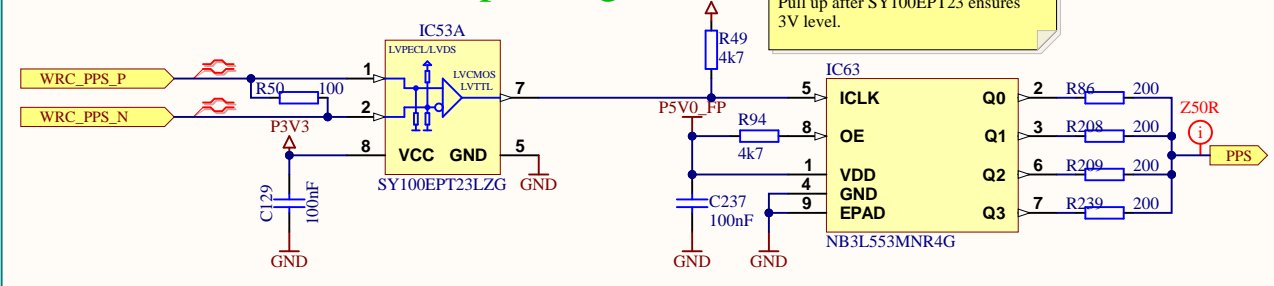 Pull up after SY100EPT23 ensures
3V level.
IC53A
LVPECL/LVDS
LVCMOS
LVTTL
WRC_PPS_P
WRC_PPS_N
R50
100
1
2
7
P3V3
8
VCC
GND
5
SY100EPT23LZG
GND
C129
100nF
GND
R49
4k7
P5V0_FP
R94
4k7
C237
100nF
GND
GND
IC63
5
ICLK
8
OE
1
VDD
4
GND
9
EPAD
Q0
2
Q1
3
Q2
6
Q3
7
NB3L553MNR4G
R86
200
R208
200
R209
200
R239
200
Z50R
i
PPS